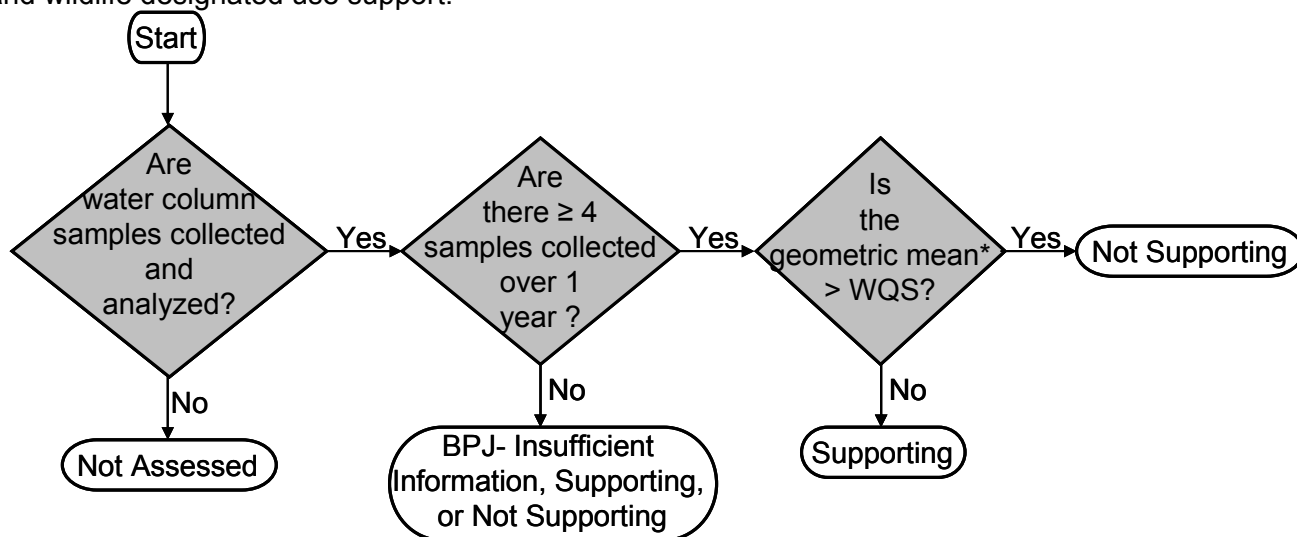 and wildlife designated use support.
Start
Are
water column
samples collected
and
analyzed?
Yes
No
Not Assessed
Are
there ≥ 4
samples collected
over 1
year ?
Yes
No
BPJ- Insufficient
Information, Supporting,
or Not Supporting
Is
the
geometric mean*
> WQS?
Yes
Not Supporting
No
Supporting